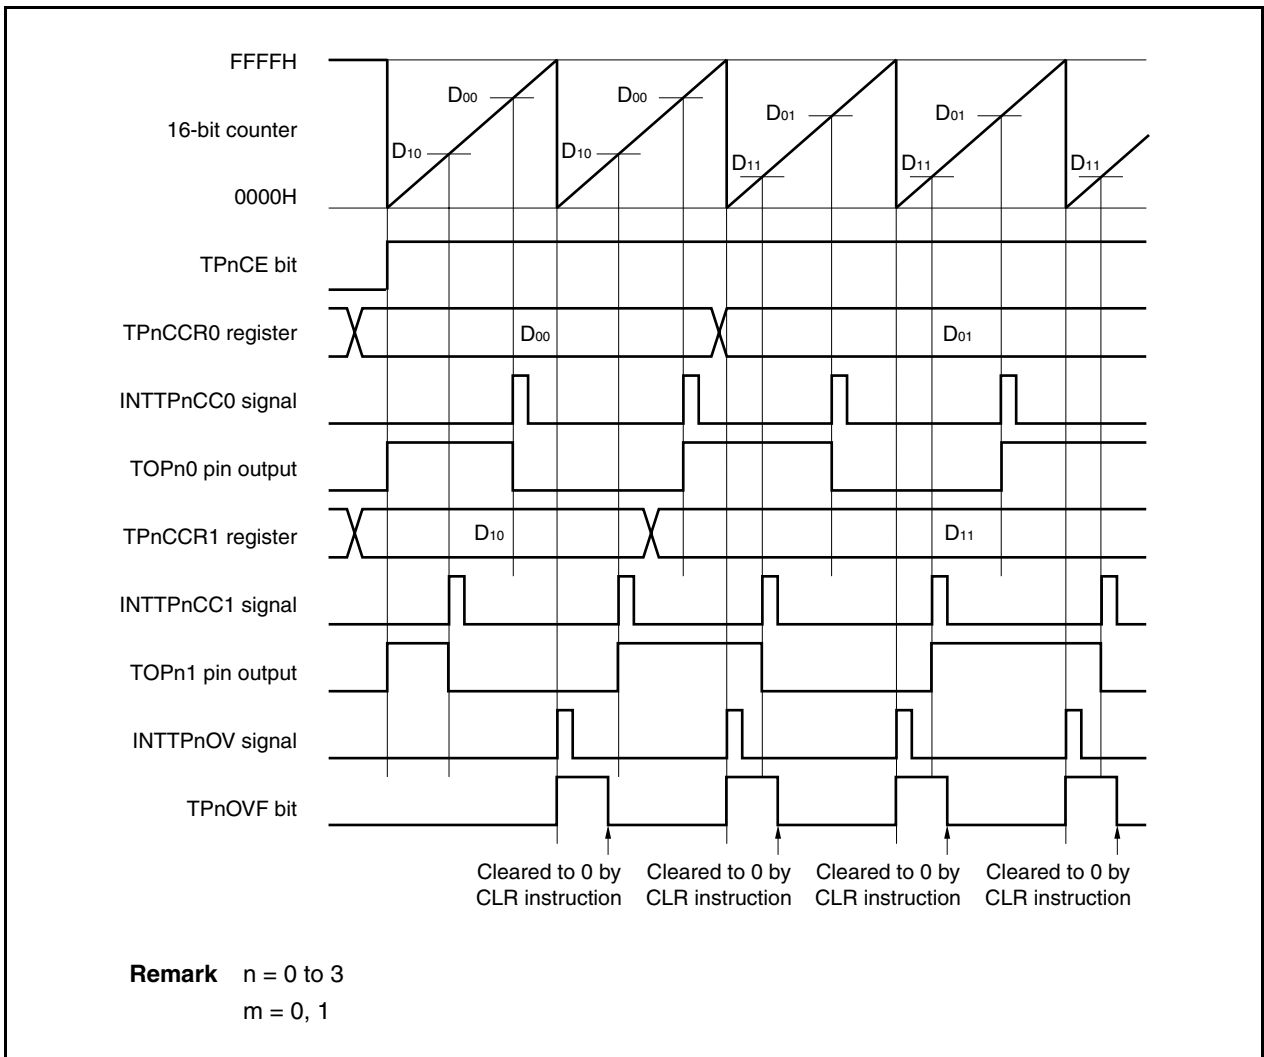 FFFFH
D00
D00
D01
D01
16-bit counter
D10
D10
D11
D11
D11
0000H
TPnCE bit
TPnCCR0 register
D00
D01
INTTPnCC0 signal
TOPn0 pin output
TPnCCR1 register
D10
D11
INTTPnCC1 signal
TOPn1 pin output
INTTPnOV signal
TPnOVF bit
Cleared to 0 by
CLR instruction
Cleared to 0 by
CLR instruction
Cleared to 0 by
CLR instruction
Cleared to 0 by
CLR instruction
Remark n = 0 to 3
m = 0, 1